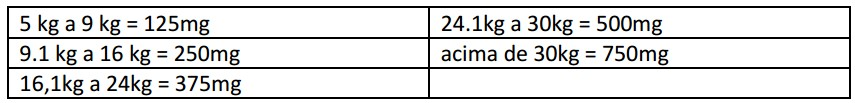 5 kg a 9 kg = 125mg
24.1kg a 30kg = 500mg
9.1 kg a 16 kg = 250mg
acima de 30kg = 750mg
16,1kg a 24kg = 375mg